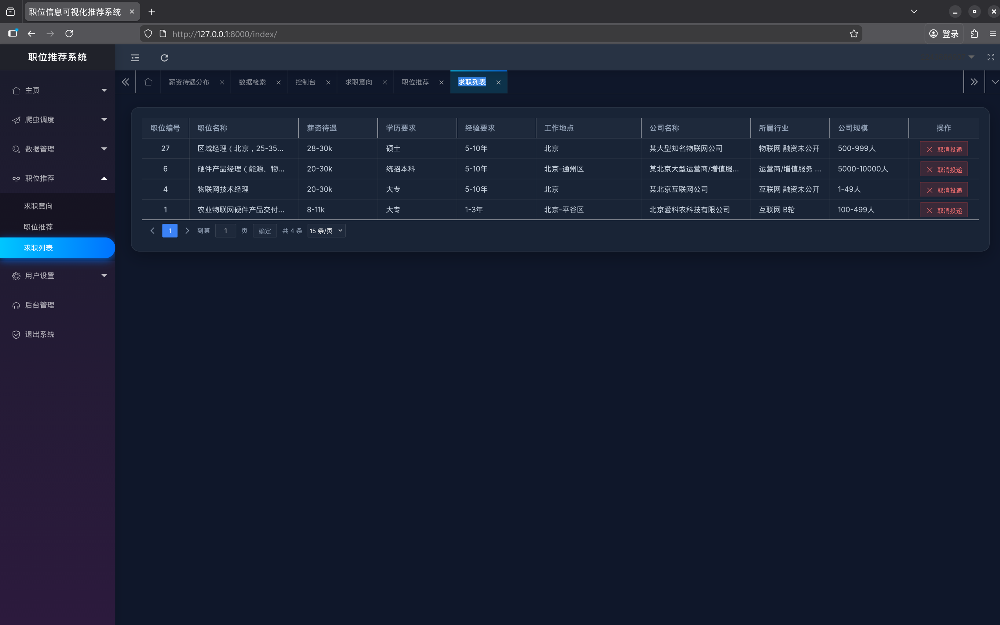 职位信息可视化推荐系统
http://127.0.0.1:8000/index/
登录
职位推荐系统
主页
爬虫调度
数据管理
职位推荐
求职意向
职位推荐
求职列表
用户设置
后台管理
退出系统
薪资待遇分布 数据检索 控制台 求职意向 职位推荐 求职列表
职位编号 职位名称 薪资待遇 学历要求 经验要求 工作地点 公司名称 所属行业 公司规模 操作
27 区域经理（北京，25-35... 28-30k 硕士 5-10年 北京 某大型知名物联网公司 物联网 融资未公开 500-999人 取消投递
6 硬件产品经理（能源、物... 20-30k 统招本科 5-10年 北京-通州区 某北京大型运营商/增值服... 运营商/增值服务 ... 5000-10000人 取消投递
4 物联网技术经理 20-30k 大专 5-10年 北京 某北京互联网公司 互联网 融资未公开 1-49人 取消投递
1 农业物联网硬件产品交付... 8-11k 大专 1-3年 北京-平谷区 北京爱科农科技有限公司 互联网 B轮 100-499人 取消投递
1 到第 1 页 确定 共 4 条 15 条/页